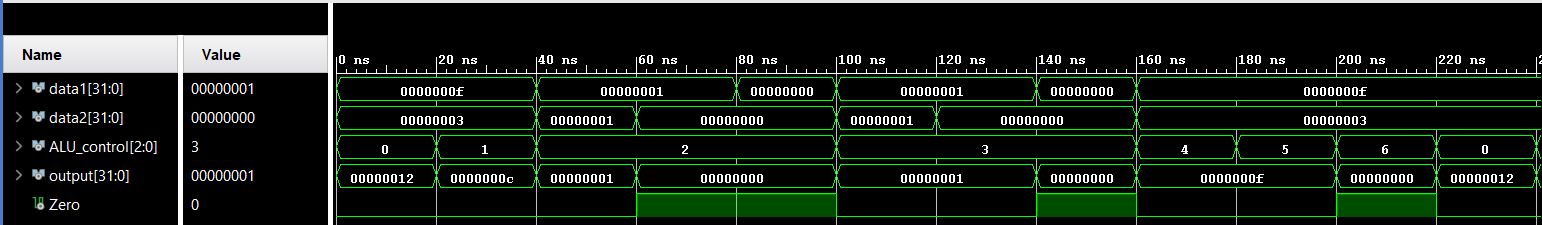 Name Value
0 ns 20 ns 40 ns 60 ns 80 ns 100 ns 120 ns 140 ns 160 ns 180 ns 200 ns 220 ns
data1[31:0] 00000001 0000000f 00000001 00000000 00000001 00000000 0000000f
data2[31:0] 00000000 00000003 00000001 00000000 00000001 00000000 00000003
ALU_control[2:0] 3 0 1 2 3 4 5 6 0
output[31:0] 00000001 00000012 0000000c 00000001 00000000 00000001 00000000 0000000f 00000000 00000012
Zero 0